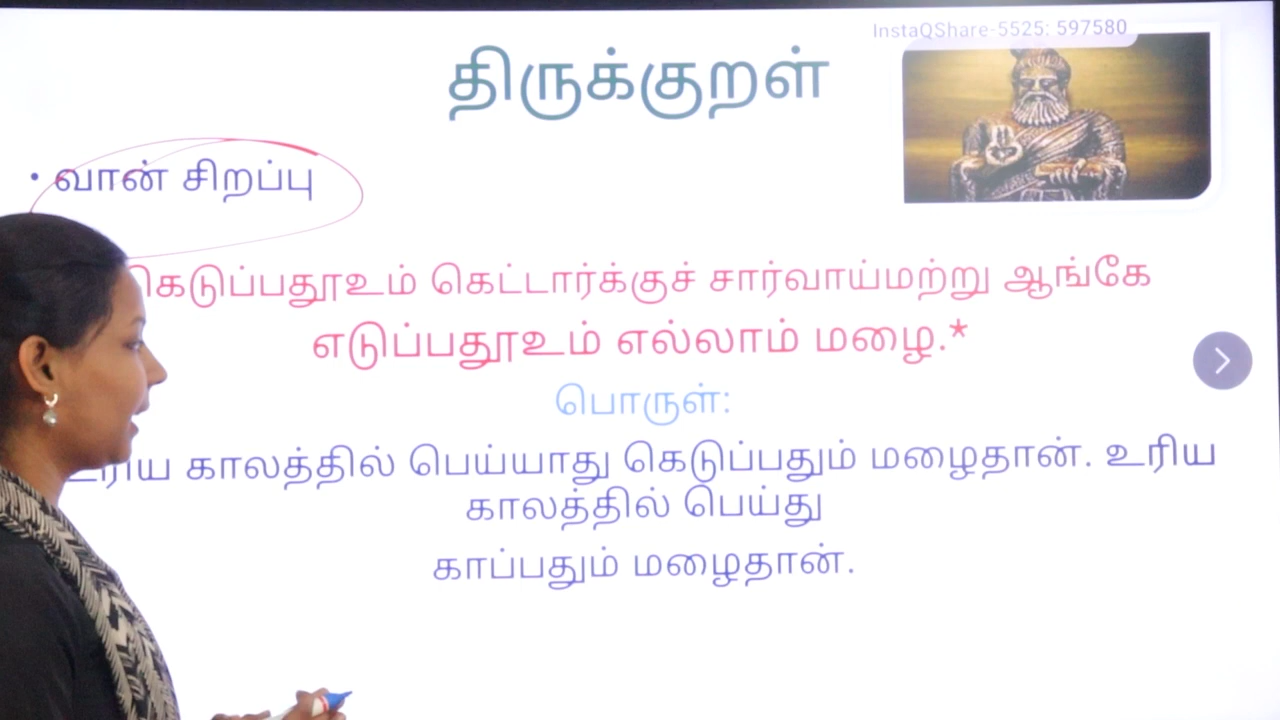 InstaQShare-5525: 597580
திருக்குறள்
• வான் சிறப்பு
கெடுப்பதூஉம் கெட்டார்க்குச் சார்வாய்மற்று ஆங்கே
எடுப்பதூஉம் எல்லாம் மழை.*
பொருள்:
உரிய காலத்தில் பெய்யாது கெடுப்பதும் மழைதான். உரிய
காலத்தில் பெய்து
காப்பதும் மழைதான்.